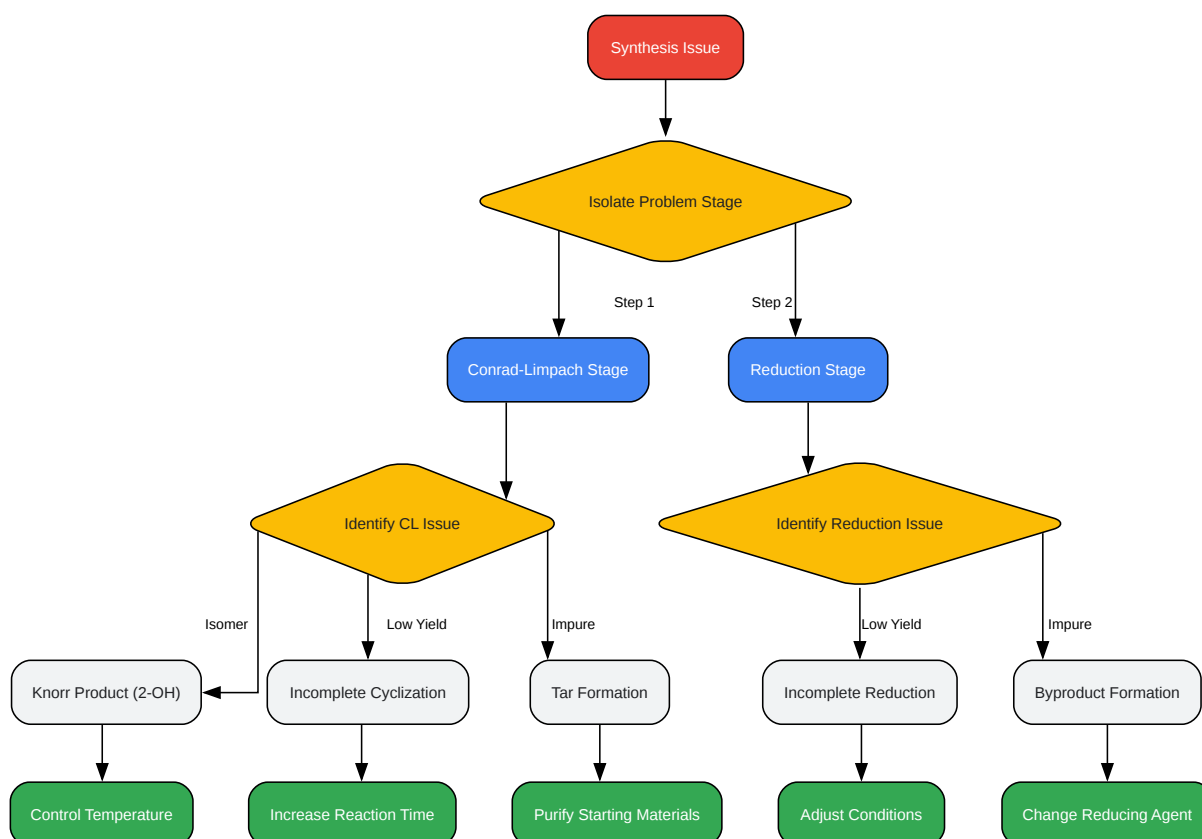 Synthesis Issue
Isolate Problem Stage
Step 1
Step 2
Conrad-Limpach Stage
Reduction Stage
Identify CL Issue
Identify Reduction Issue
Isomer
Low Yield
Impure
Low Yield
Impure
Knorr Product (2-OH)
Incomplete Cyclization
Tar Formation
Incomplete Reduction
Byproduct Formation
Control Temperature
Increase Reaction Time
Purify Starting Materials
Adjust Conditions
Change Reducing Agent